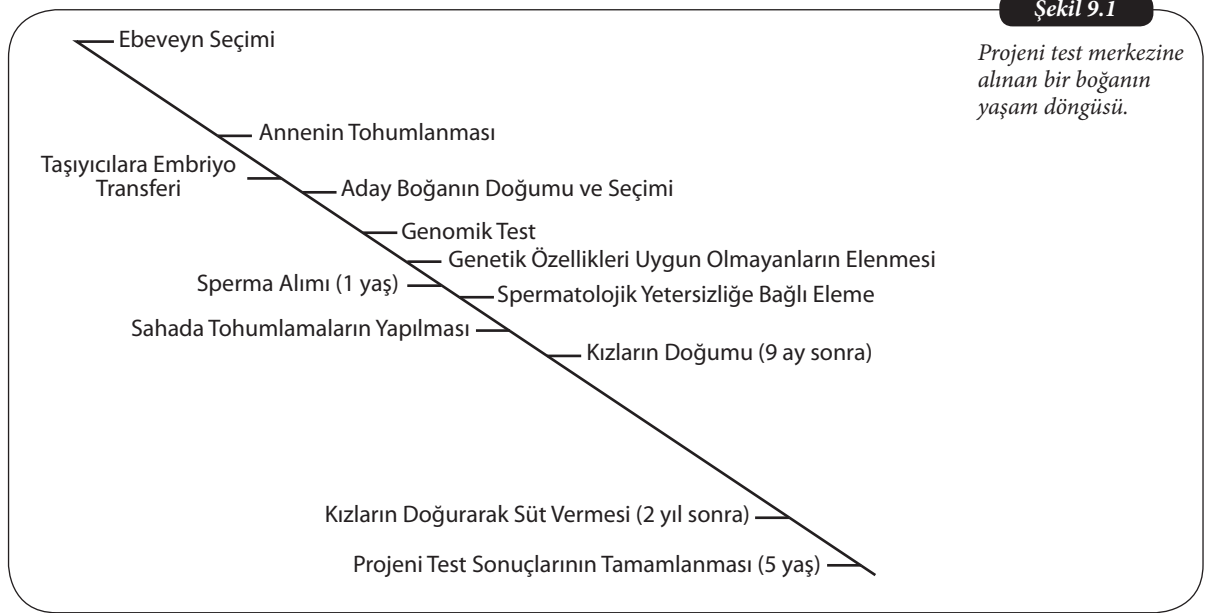 Şekil 9.1
Projeni test merkezine
alınan bir boğanın
yaşam döngüsü.
Ebeveyn Seçimi
Annenin Tohumlanması
Taşıyıcılara Embriyo
Transferi
Aday Boğanın Doğumu ve Seçimi
Genomik Test
Genetik Özellikleri Uygun Olmayanların Elenmesi
Sperma Alımı (1 yaş)
Spermatolojik Yetersizliğe Bağlı Eleme
Sahada Tohumlamaların Yapılması
Kızların Doğumu (9 ay sonra)
Kızların Doğurarak Süt Vermesi (2 yıl sonra)
Projeni Test Sonuçlarının Tamamlanması (5 yaş)